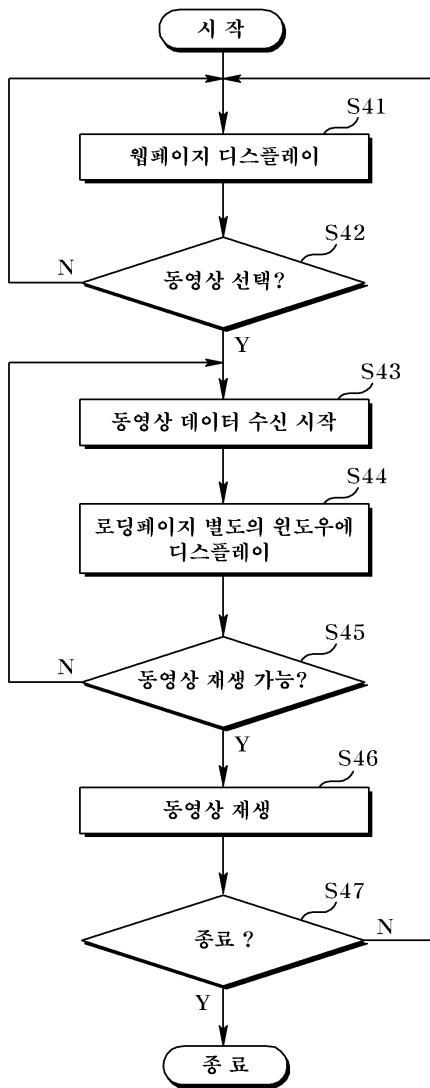 시 작
S41
웹페이지 디스플레이
S42
동영상 선택?
N
Y
S43
동영상 데이터 수신 시작
S44
로딩페이지 별도의 윈도우에
디스플레이
S45
동영상 재생 가능?
N
Y
S46
동영상 재생
S47
종료 ?
N
Y
종 료